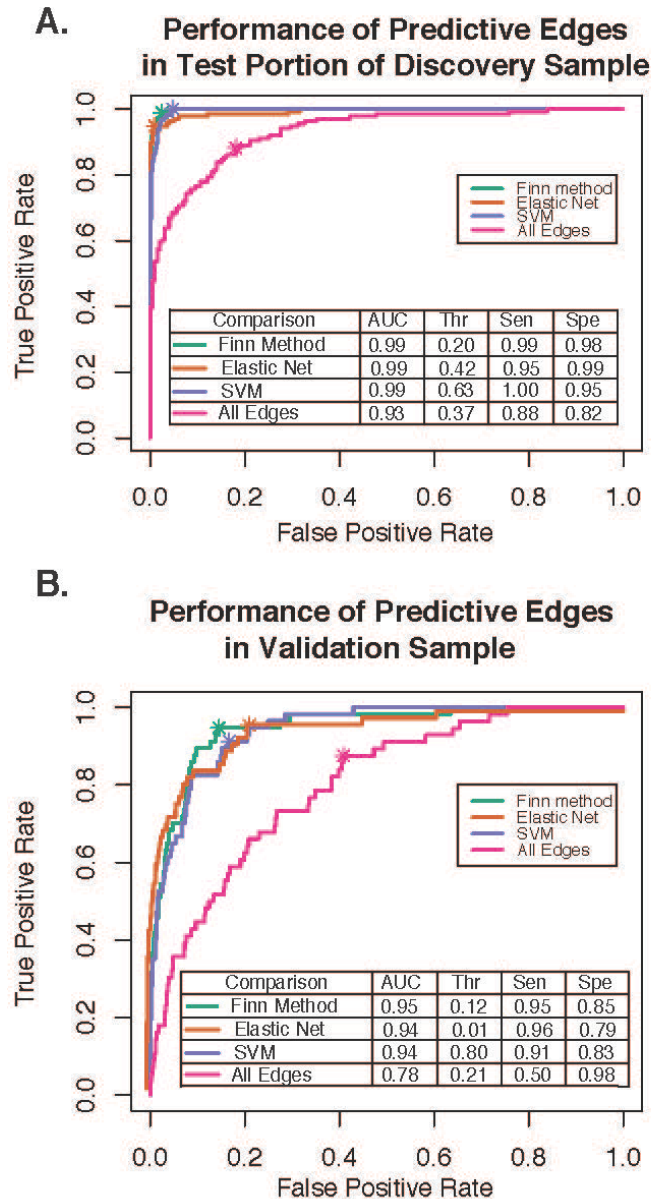 A.
Performance of Predictive Edges
in Test Portion of Discovery Sample
True Positive Rate
1.0
0.8
0.6
0.4
0.2
0.0
Finn method
Elastic Net
SVM
All Edges
Comparison AUC Thr Sen Spe
Finn Method 0.99 0.20 0.99 0.98
Elastic Net 0.99 0.42 0.95 0.99
SVM 0.99 0.63 1.00 0.95
All Edges 0.93 0.37 0.88 0.82
0.0 0.2 0.4 0.6 0.8 1.0
False Positive Rate
B.
Performance of Predictive Edges
in Validation Sample
True Positive Rate
1.0
0.8
0.6
0.4
0.2
0.0
Finn method
Elastic Net
SVM
All Edges
Comparison AUC Thr Sen Spe
Finn Method 0.95 0.12 0.95 0.85
Elastic Net 0.94 0.01 0.96 0.79
SVM 0.94 0.80 0.91 0.83
All Edges 0.78 0.21 0.50 0.98
0.0 0.2 0.4 0.6 0.8 1.0
False Positive Rate